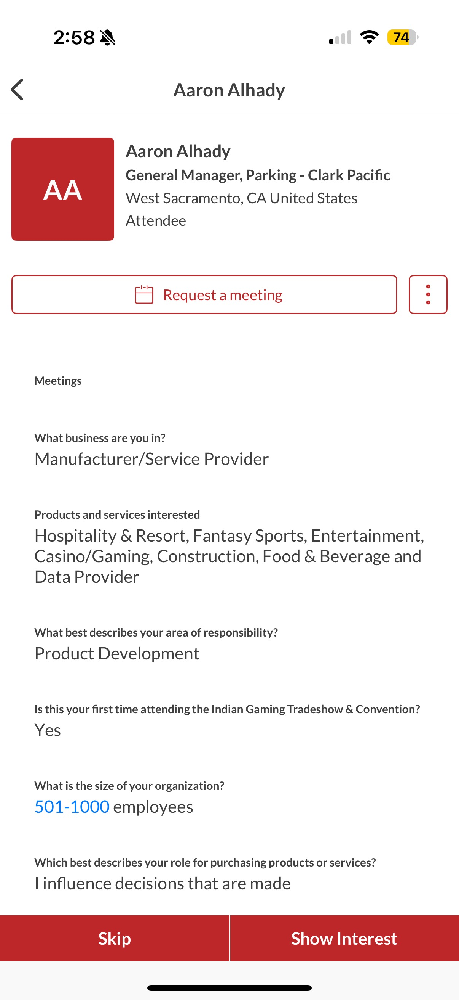 2:58
74
Aaron Alhady
AA
Aaron Alhady
General Manager, Parking - Clark Pacific
West Sacramento, CA United States
Attendee
Request a meeting
Meetings
What business are you in?
Manufacturer/Service Provider
Products and services interested
Hospitality & Resort, Fantasy Sports, Entertainment,
Casino/Gaming, Construction, Food & Beverage and
Data Provider
What best describes your area of responsibility?
Product Development
Is this your first time attending the Indian Gaming Tradeshow & Convention?
Yes
What is the size of your organization?
501-1000 employees
Which best describes your role for purchasing products or services?
I influence decisions that are made
Skip
Show Interest